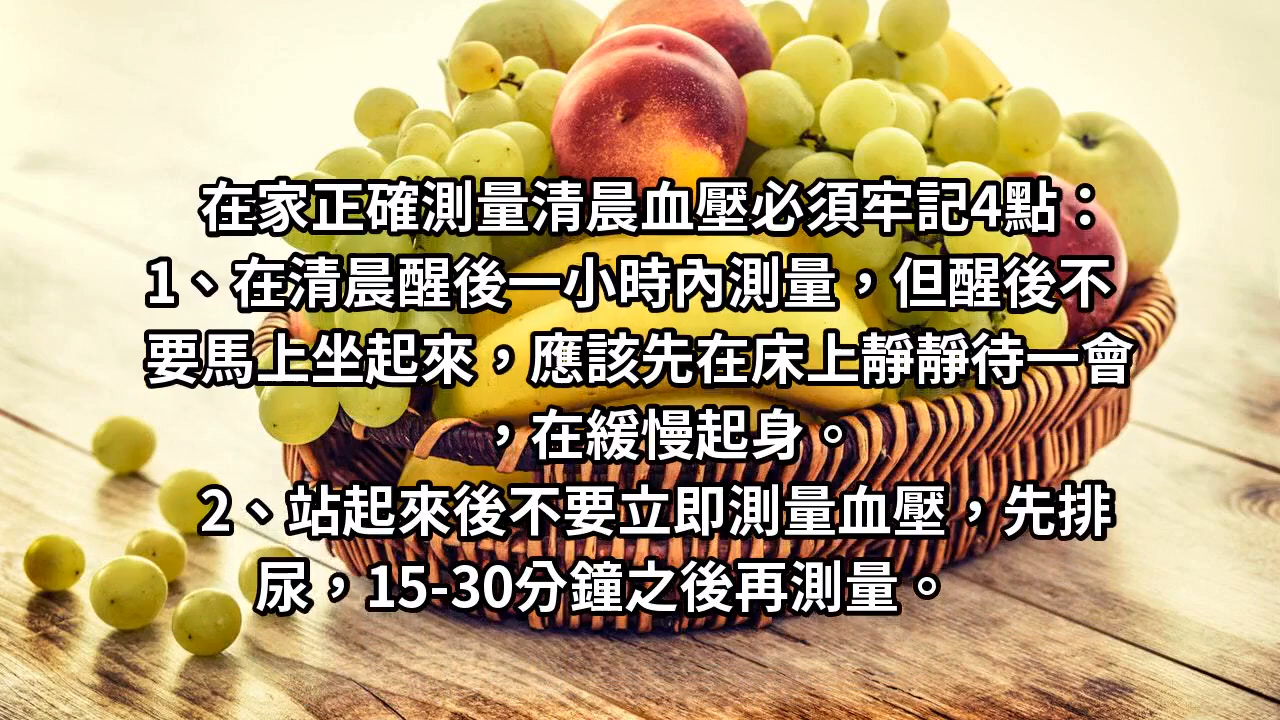 在家正確測量清晨血壓必須牢記4點：
1、在清晨醒後一小時內測量，但醒後不
要馬上坐起來，應該先在床上靜靜待一會
，在緩慢起身。
2、站起來後不要立即測量血壓，先排
尿，15-30分鐘之後再測量。